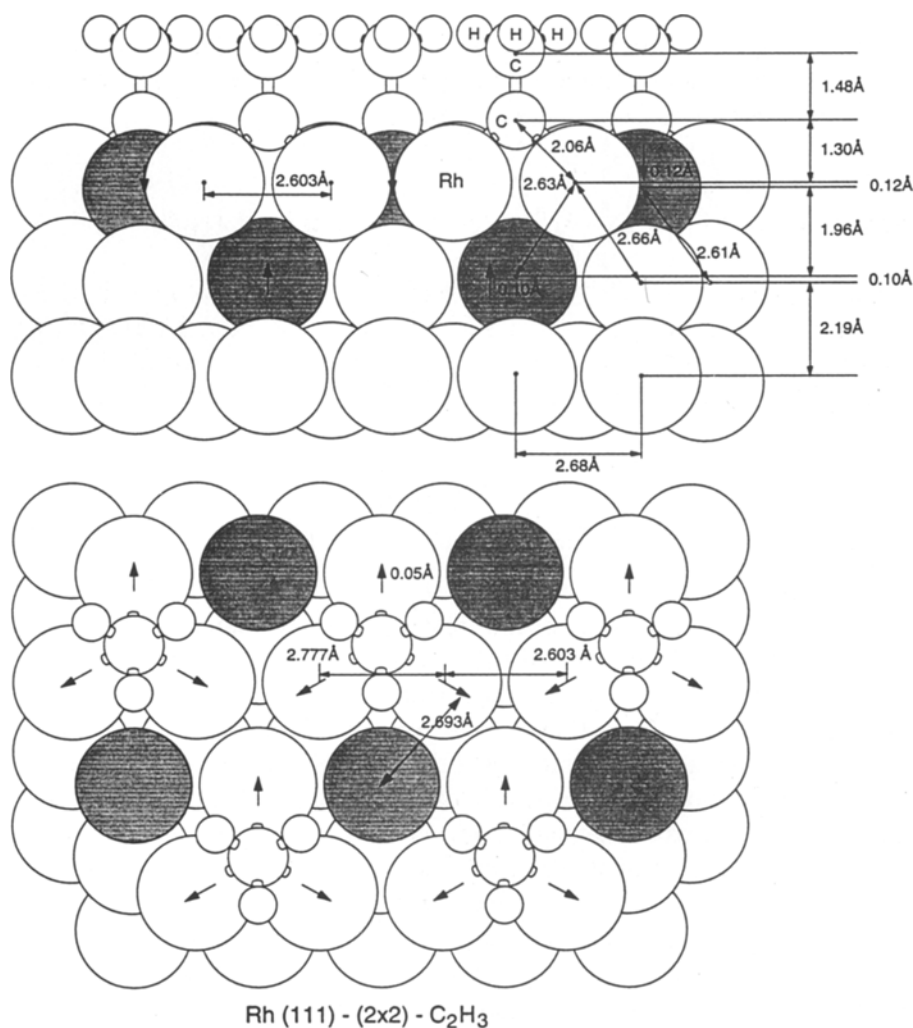 H H H
C
1.48Å
C
2.06Å
1.30Å
Rh
2.603Å
2.63Å
0.12Å
0.12Å
1.96Å
2.66Å
2.61Å
0.10Å
0.10Å
2.19Å
2.68Å
0.05Å
2.777Å
2.603 Å
2.693Å
Rh (111) - (2x2) - C₂H₃